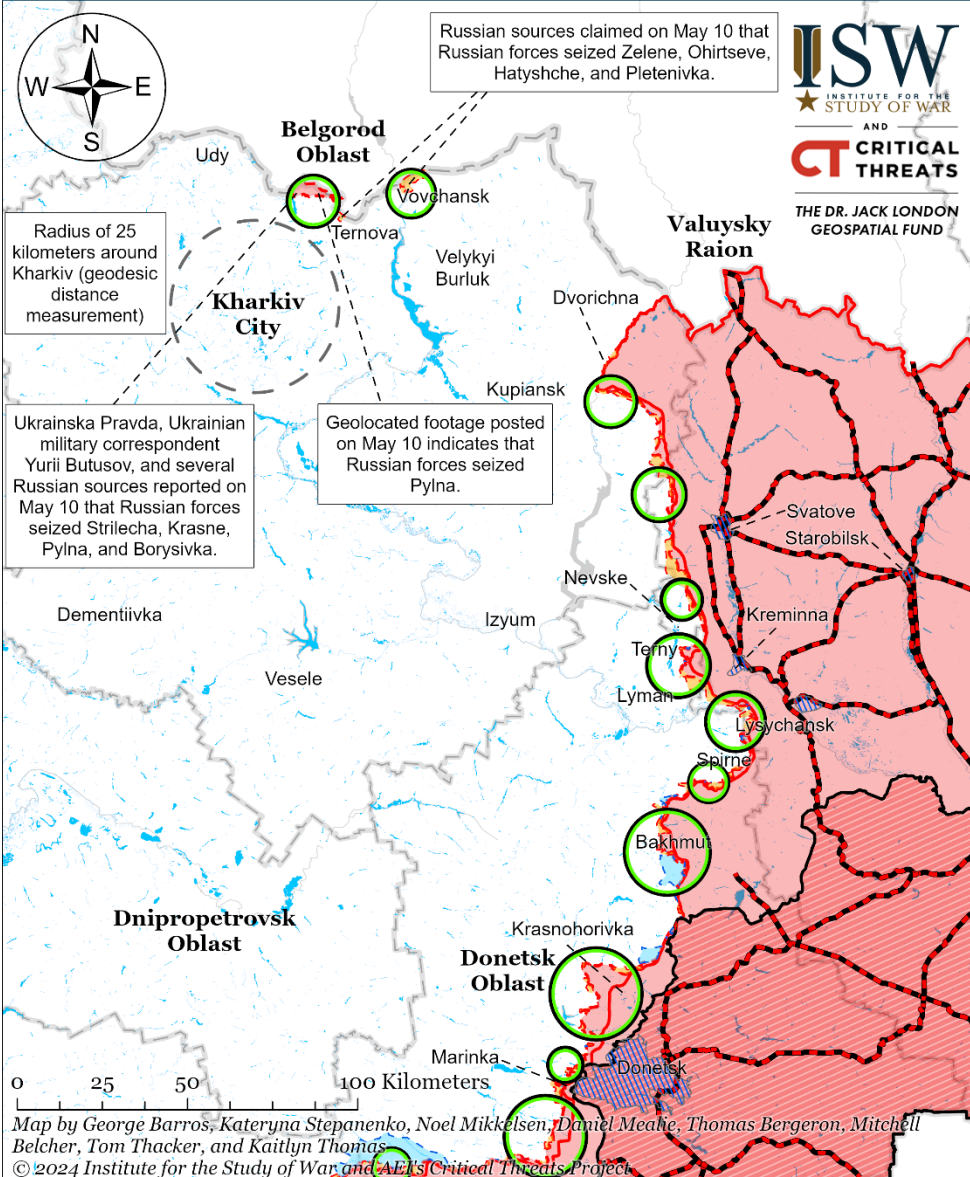 N
W
E
S
Russian sources claimed on May 10 that
Russian forces seized Zelene, Ohirtseve,
Hatyshche, and Pletenivka.
ISW
INSTITUTE FOR THE
STUDY OF WAR
AND
CT CRITICAL
THREATS
THE DR. JACK LONDON
GEOSPATIAL FUND
Belgorod
Oblast
Udy
Vovchansk
Ternova
Radius of 25
kilometers around
Kharkiv (geodesic
distance
measurement)
Valuysky
Raion
Velykyi
Burluk
Kharkiv
City
Dvorichna
Kupiansk
Ukrainska Pravda, Ukrainian
military correspondent
Yurii Butusov, and several
Russian sources reported on
May 10 that Russian forces
seized Strilecha, Krasne,
Pylna, and Borysivka.
Geolocated footage posted
on May 10 indicates that
Russian forces seized
Pylna.
Svatove
Starobilsk
Nevske
Dementiivka
Izyum
Kreminna
Terny
Vesele
Lyman
Lysychansk
Spirne
Bakhmut
Dnipropetrovsk
Oblast
Krasnohorivka
Donetsk
Oblast
Marinka
Donetsk
0 25 50 100 Kilometers
Map by George Barros, Kateryna Stepanenko, Noel Mikkelsen, Daniel Mealie, Thomas Bergeron, Mitchell
Belcher, Tom Thacker, and Kaitlyn Thomas
© 2024 Institute for the Study of War and AEI's Critical Threats Project